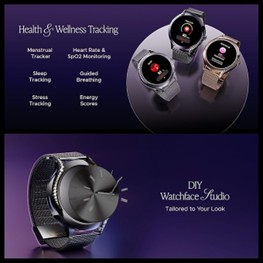 Health & Wellness Tracking
Menstrual Tracker
Heart Rate & SpO2 Monitoring
Sleep Tracking
Guided Breathing
Stress Tracking
Energy Scores
DIY
Watchface Studio
Tailored to Your Look